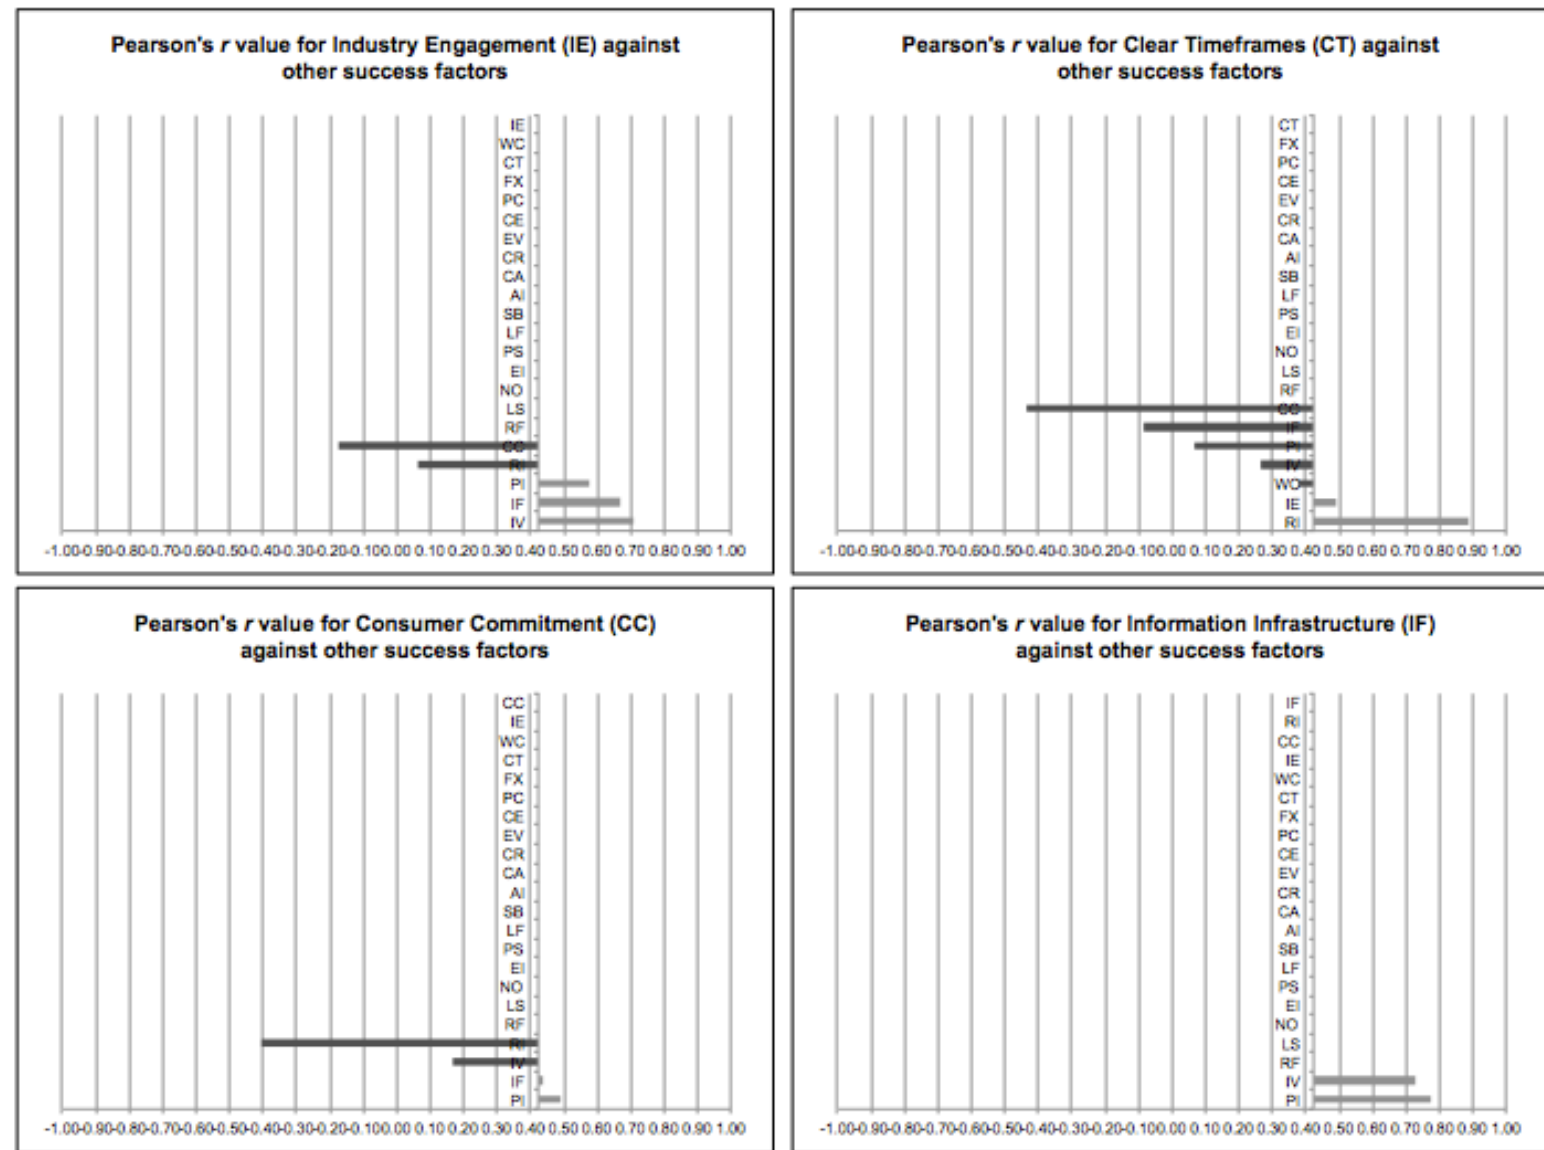 Pearson's r value for Industry Engagement (IE) against
other success factors
IE
WC
CT
FX
PC
CE
EV
CR
CA
AI
SB
LF
PS
EI
NO
LS
RF
CC
RI
PI
IF
IV
-1.00-0.90-0.80-0.70-0.60-0.50-0.40-0.30-0.20-0.100.00 0.10 0.20 0.30 0.40 0.50 0.60 0.70 0.80 0.90 1.00
Pearson's r value for Clear Timeframes (CT) against
other success factors
CT
FX
PC
CE
EV
CR
CA
AI
SB
LF
PS
EI
NO
LS
RF
CC
IF
PI
IV
WC
IE
RI
-1.00-0.90-0.80-0.70-0.60-0.50-0.40-0.30-0.20-0.100.00 0.10 0.20 0.30 0.40 0.50 0.60 0.70 0.80 0.90 1.00
Pearson's r value for Consumer Commitment (CC)
against other success factors
CC
IE
WC
CT
FX
PC
CE
EV
CR
CA
AI
SB
LF
PS
EI
NO
LS
RF
RI
IV
IF
PI
-1.00-0.90-0.80-0.70-0.60-0.50-0.40-0.30-0.20-0.100.00 0.10 0.20 0.30 0.40 0.50 0.60 0.70 0.80 0.90 1.00
Pearson's r value for Information Infrastructure (IF)
against other success factors
IF
RI
CC
IE
WC
CT
FX
PC
CE
EV
CR
CA
AI
SB
LF
PS
EI
NO
LS
RF
IV
PI
-1.00-0.90-0.80-0.70-0.60-0.50-0.40-0.30-0.20-0.100.00 0.10 0.20 0.30 0.40 0.50 0.60 0.70 0.80 0.90 1.00